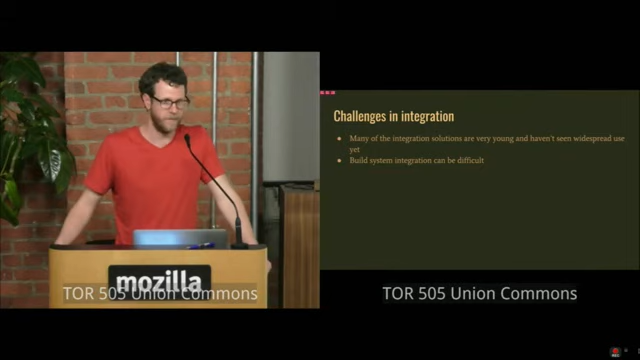 mozilla
TOR 505 Union Commons
Challenges in integration
● Many of the integration solutions are very young and haven't seen widespread use
yet
● Build system integration can be difficult
TOR 505 Union Commons